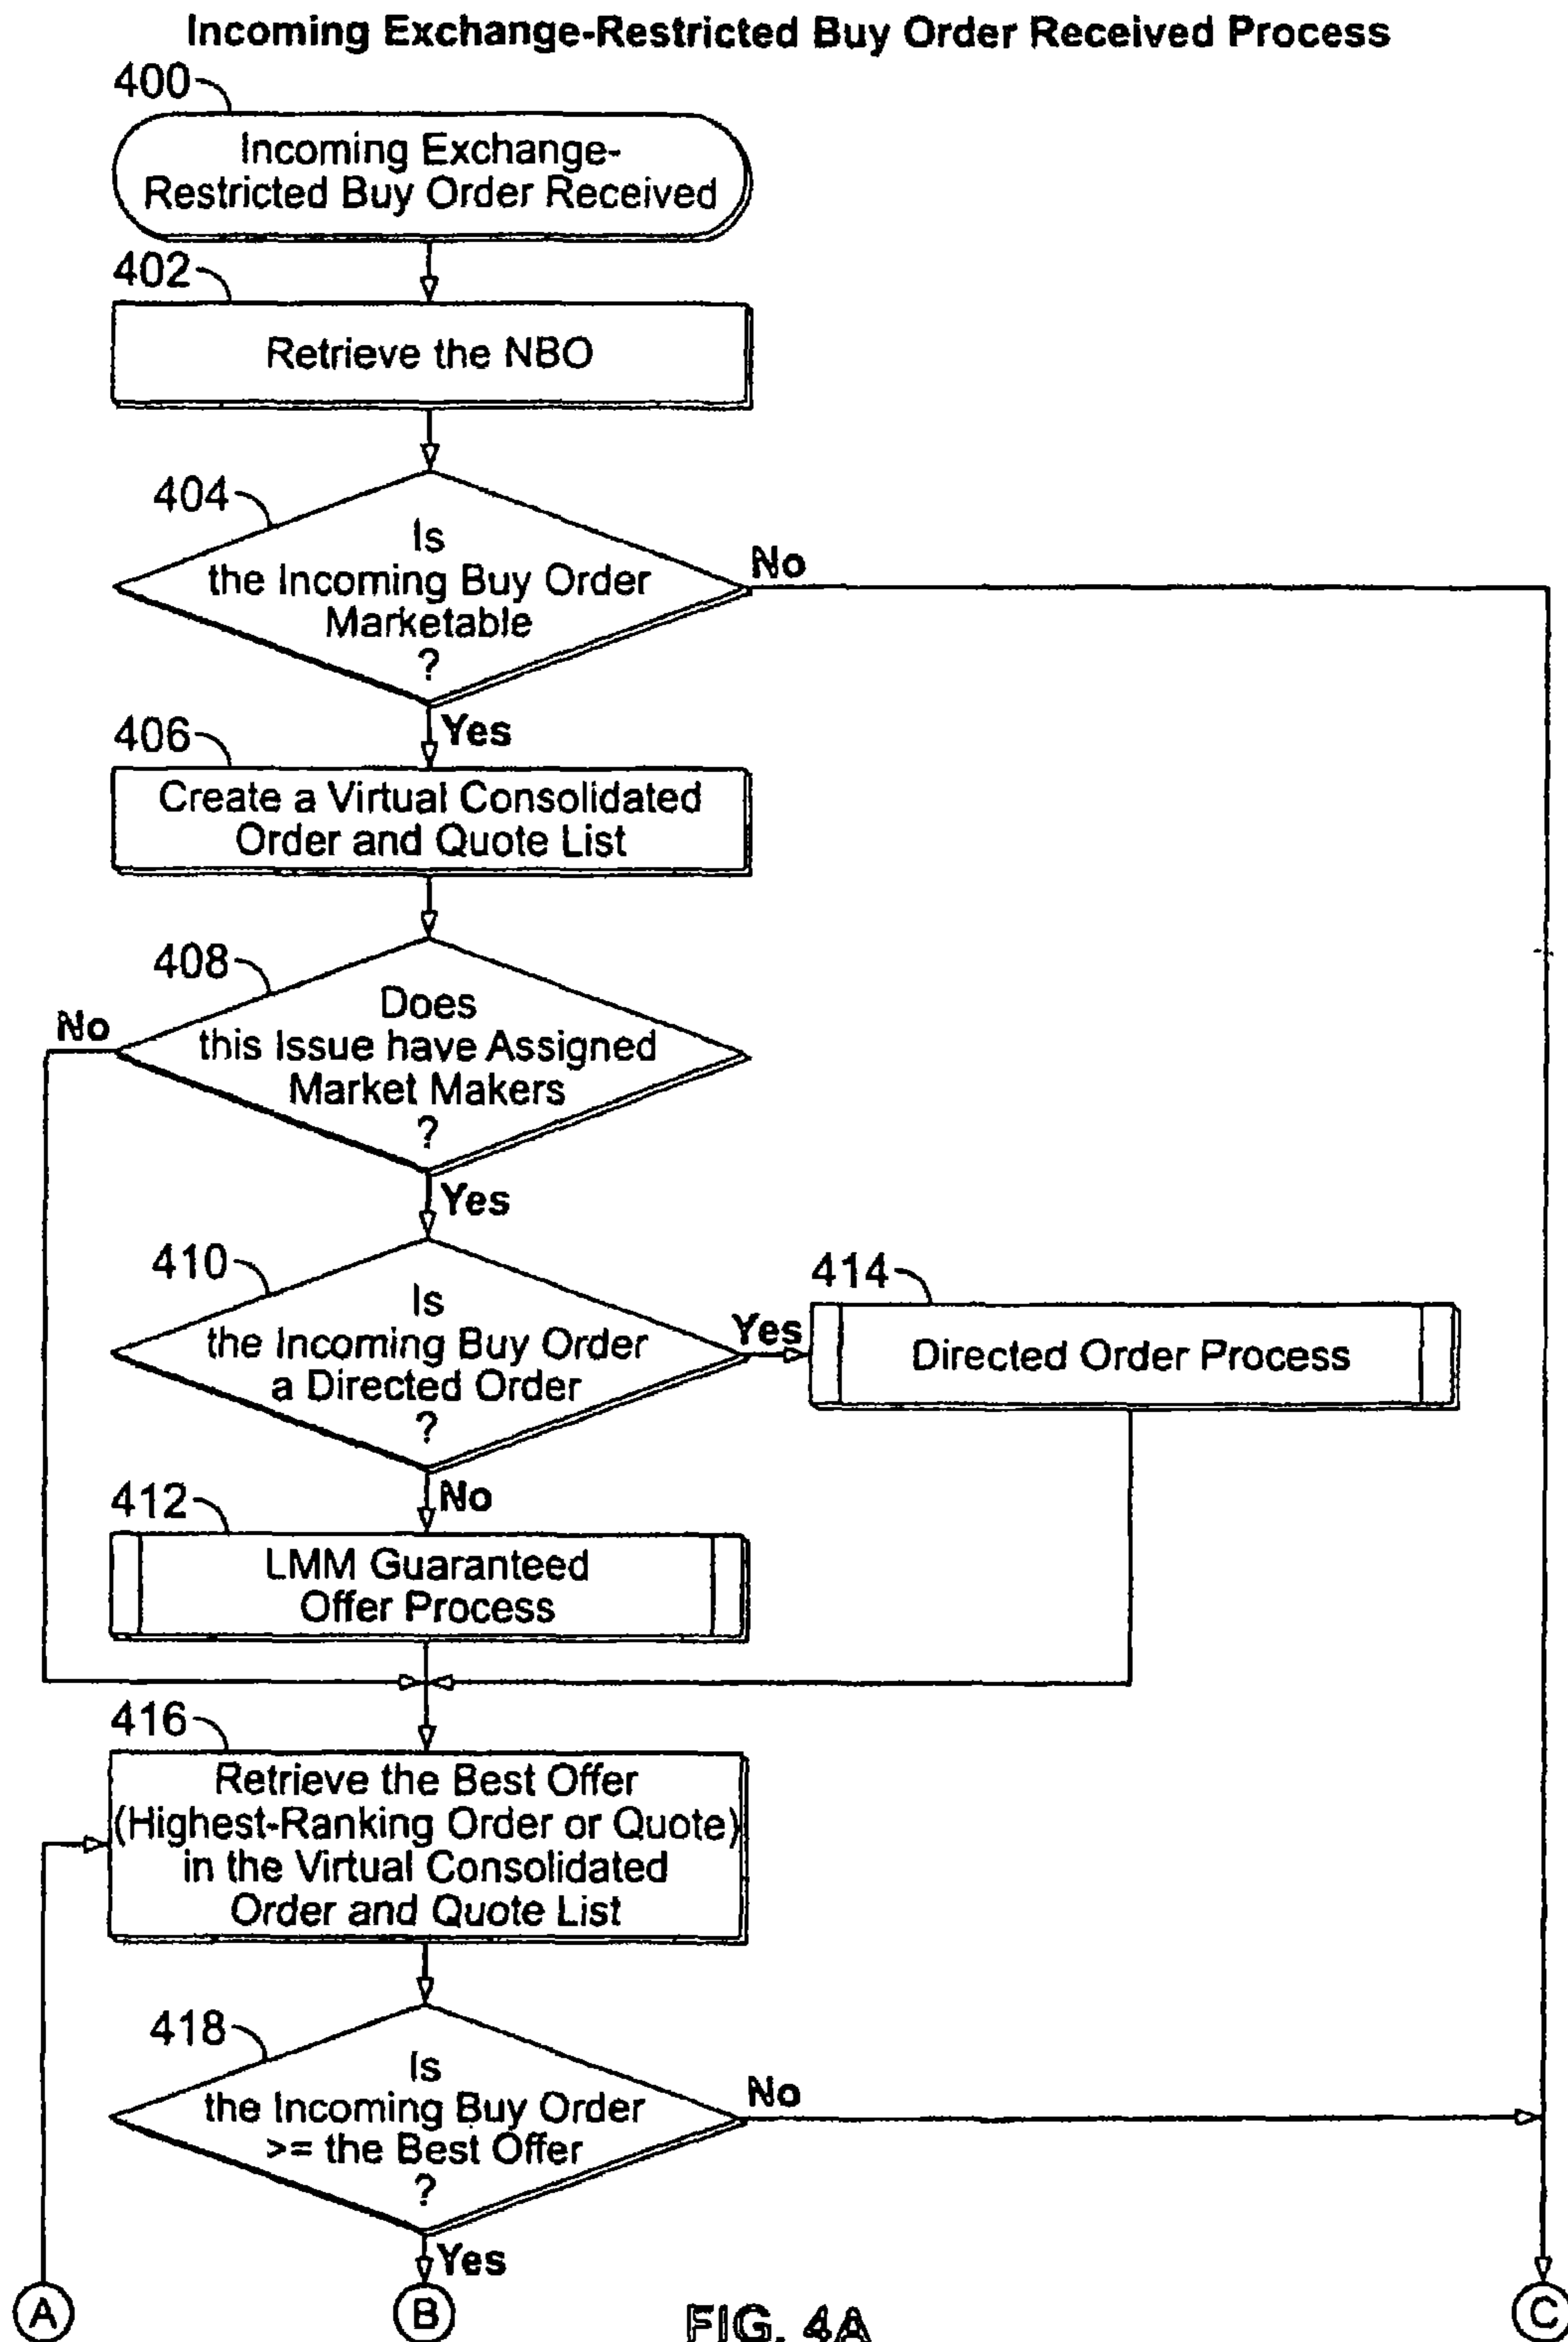 Incoming Exchange-Restricted Buy Order Received Process
400
Incoming Exchange-
Restricted Buy Order Received
402
Retrieve the NBO
404
Is
the Incoming Buy Order
Marketable
?
No
Yes
406
Create a Virtual Consolidated
Order and Quote List
408
Does
this Issue have Assigned
Market Makers
?
No
Yes
410
Is
the Incoming Buy Order
a Directed Order
?
Yes
414
Directed Order Process
No
412
LMM Guaranteed
Offer Process
416
Retrieve the Best Offer
(Highest-Ranking Order or Quote)
in the Virtual Consolidated
Order and Quote List
418
Is
the Incoming Buy Order
>= the Best Offer
?
No
Yes
A
B
C
FIG. 4A